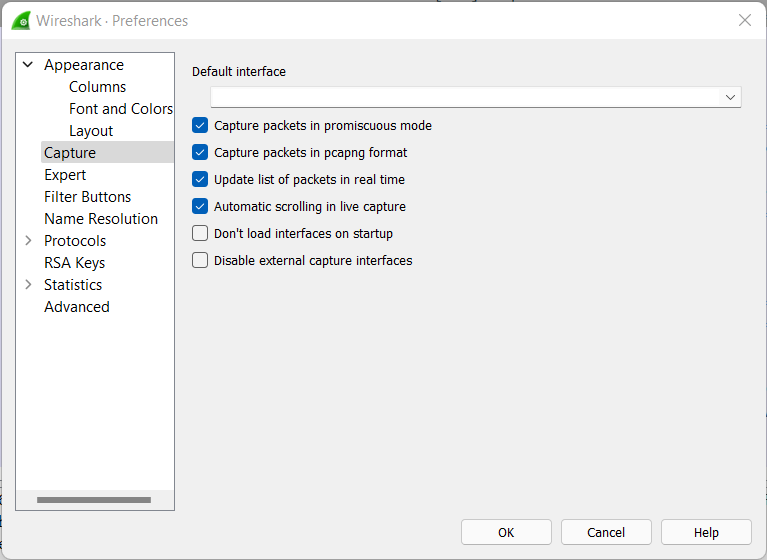 Wireshark · Preferences
Appearance
Columns
Font and Colors
Layout
Capture
Expert
Filter Buttons
Name Resolution
Protocols
RSA Keys
Statistics
Advanced
Default interface
Capture packets in promiscuous mode
Capture packets in pcapng format
Update list of packets in real time
Automatic scrolling in live capture
Don't load interfaces on startup
Disable external capture interfaces
OK
Cancel
Help